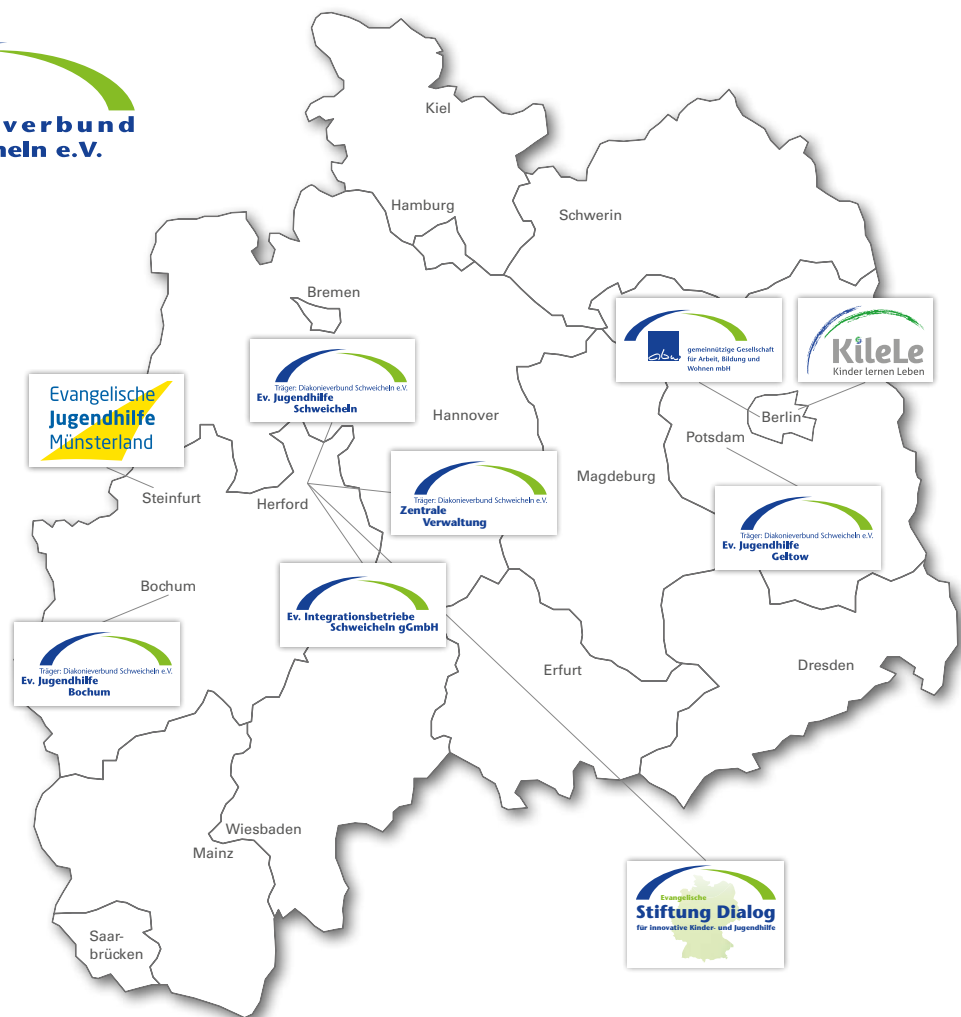 verbund
eln e.V.
Kiel
Hamburg
Schwerin
Bremen
gemeinnützige Gesellschaft
für Arbeit, Bildung und
Wohnen mbH
KileLe
Kinder lernen Leben
Träger: Diakonieverbund Schweicheln e.V.
Ev. Jugendhilfe
Schweicheln
Evangelische
Jugendhilfe
Münsterland
Hannover
Berlin
Potsdam
Magdeburg
Steinfurt
Herford
Träger: Diakonieverbund Schweicheln e.V.
Zentrale
Verwaltung
Träger: Diakonieverbund Schweicheln e.V.
Ev. Jugendhilfe
Geltow
Bochum
Ev. Integrationsbetriebe
Schweicheln gGmbH
Träger: Diakonieverbund Schweicheln e.V.
Ev. Jugendhilfe
Bochum
Erfurt
Dresden
Wiesbaden
Mainz
Evangelische
Stiftung Dialog
für innovative Kinder- und Jugendhilfe
Saar-
brücken